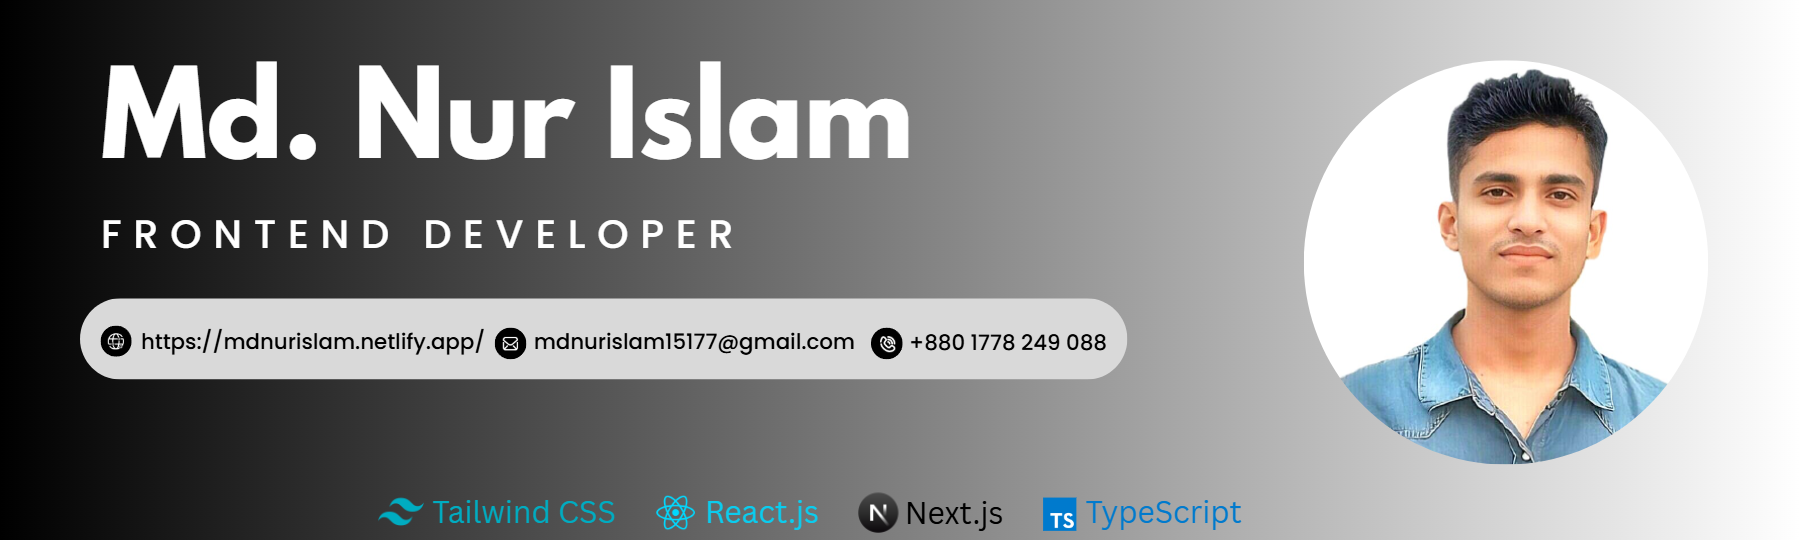 Md. Nur Islam
FRONTEND DEVELOPER
https://mdnurislam.netlify.app/ mdnurislam15177@gmail.com +880 1778 249 088
Tailwind CSS React.js N Next.js TS TypeScript